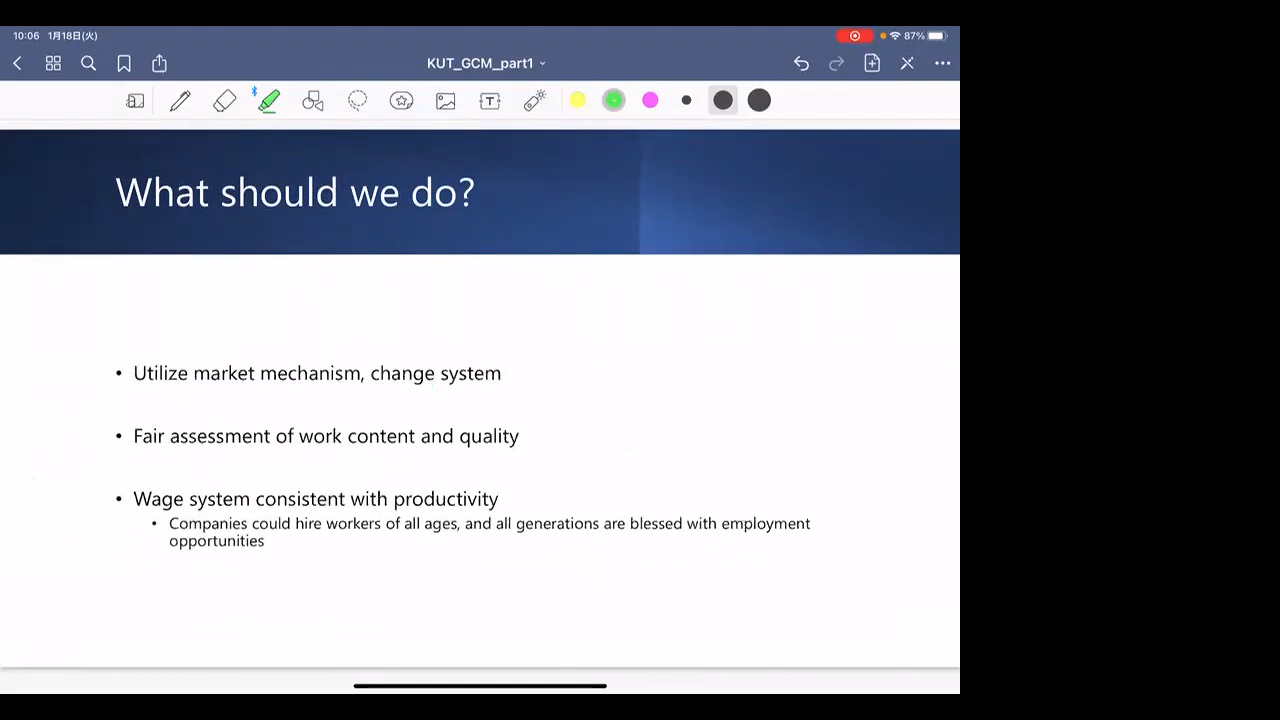 10:06 1月18日(火)
87%
KUT_GCM_part1
What should we do?
• Utilize market mechanism, change system
• Fair assessment of work content and quality
• Wage system consistent with productivity
• Companies could hire workers of all ages, and all generations are blessed with employment
opportunities